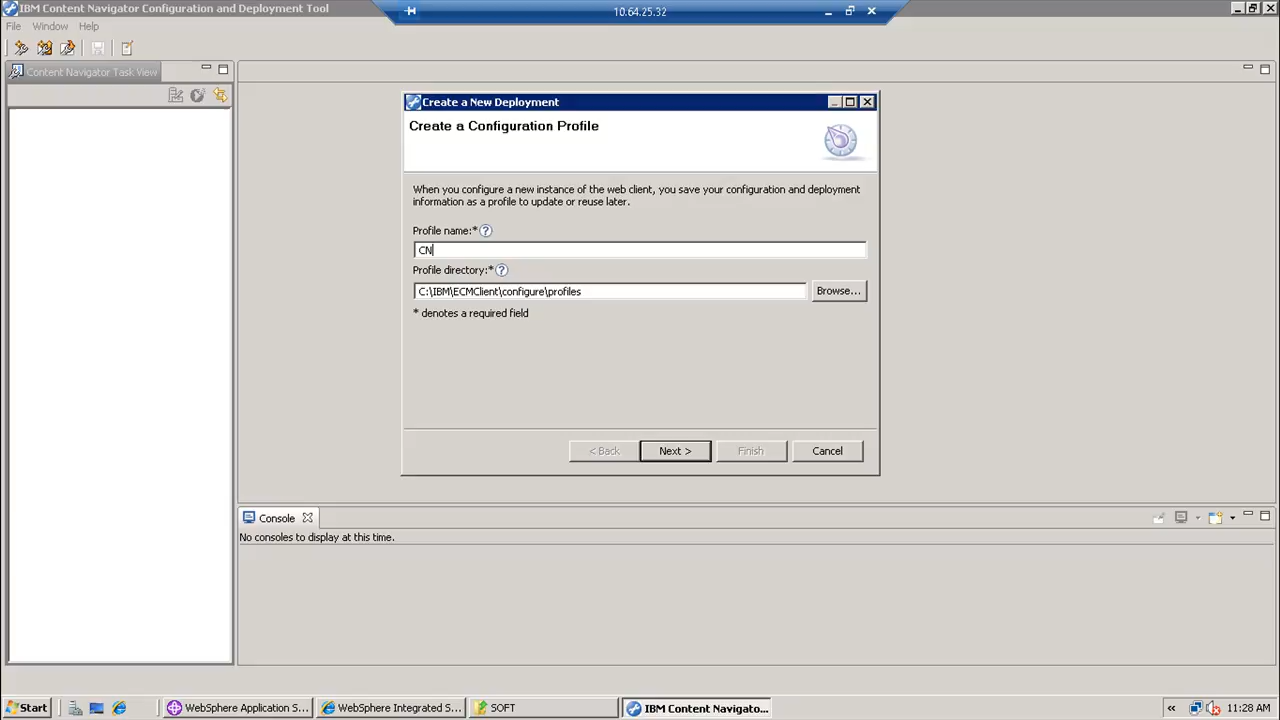 IBM Content Navigator Configuration and Deployment Tool
10.64.25.32
File Window Help
Content Navigator Task View
Create a New Deployment
Create a Configuration Profile
When you configure a new instance of the web client, you save your configuration and deployment
information as a profile to update or reuse later.
Profile name:*
CN
Profile directory:*
C:\IBM\ECMClient\configure\profiles
Browse...
* denotes a required field
< Back Next > Finish Cancel
Console
No consoles to display at this time.
Start WebSphere Application S... WebSphere Integrated S... SOFT IBM Content Navigato... 11:28 AM